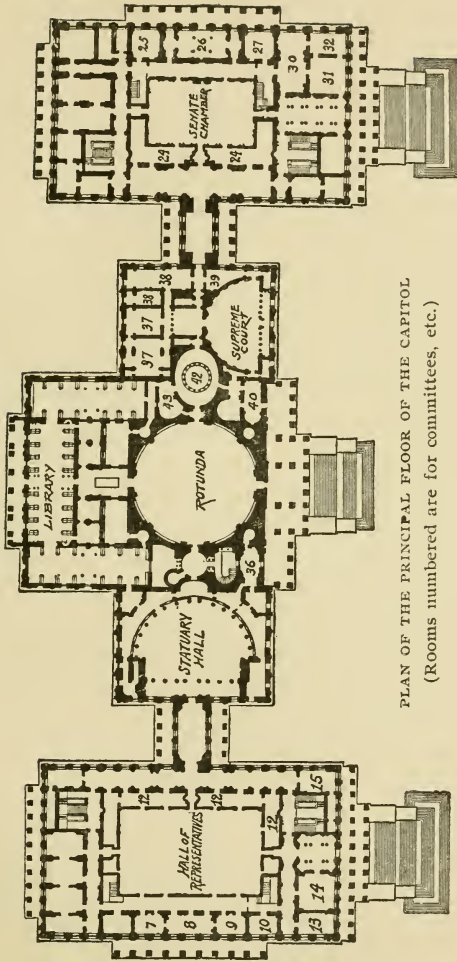 25
26
27
30
32
31
SENATE
CHAMBER
24
24
38
38
37
37
39
SUPREME
COURT
42
43
40
LIBRARY
ROTUNDA
36
STATUARY
HALL
12
12
12
HALL OF
REPRESENTATIVES
15
14
13
7
8
9
10
PLAN OF THE PRINCIPAL FLOOR OF THE CAPITOL
(Rooms numbered are for committees, etc.)